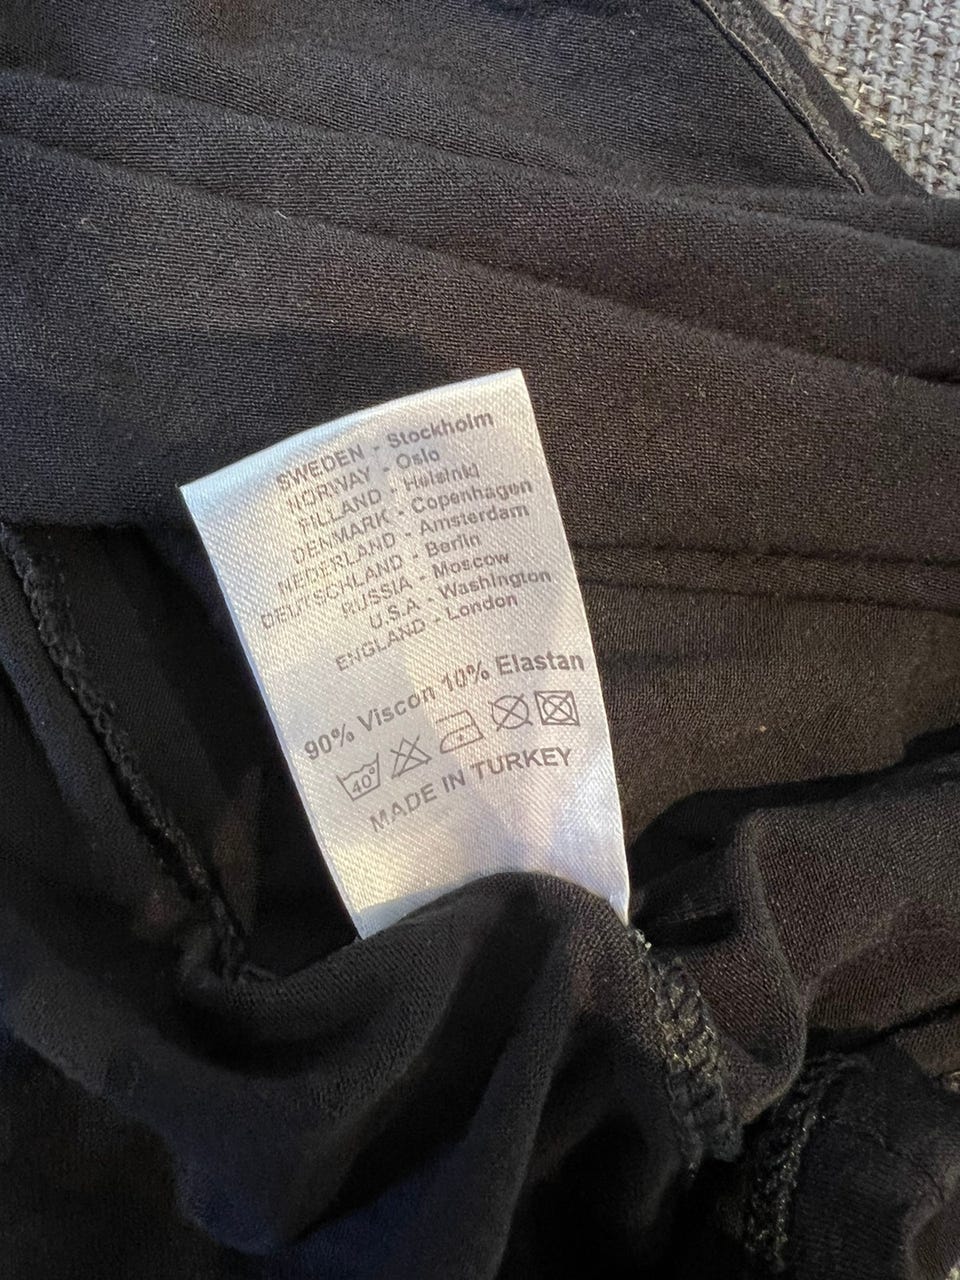 SWEDEN - Stockholm
NORWAY - Oslo
FILLAND - Helsinki
DENMARK - Copenhagen
NEDERLAND - Amsterdam
DEUTSCHLAND - Berlin
RUSSIA - Moscow
U.S.A - Washington
ENGLAND - London
90% Viscon 10% Elastan
40°
MADE IN TURKEY